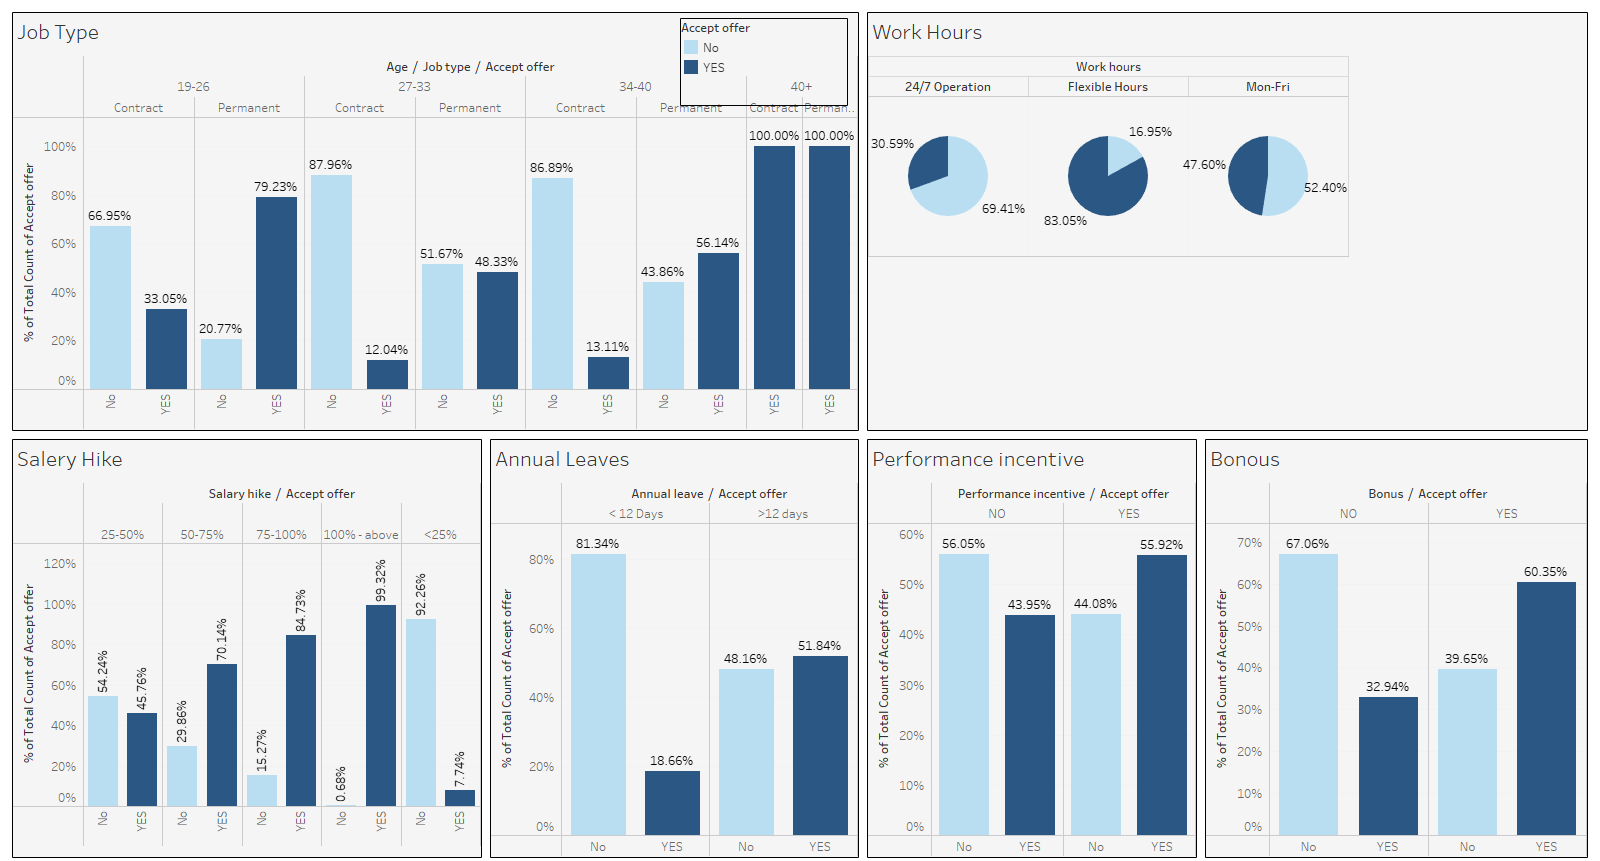 Job Type
Accept offer
No
YES
Age / Job type / Accept offer
19-26 27-33 34-40 40+
Contract Permanent Contract Permanent Contract Permanent Contract Perman..
% of Total Count of Accept offer
100%
80%
60%
40%
20%
0%
66.95% 33.05% 20.77% 79.23% 87.96% 12.04% 51.67% 48.33% 86.89% 13.11% 43.86% 56.14% 100.00% 100.00%
No YES No YES No YES No YES No YES No YES YES YES
Work Hours
Work hours
24/7 Operation Flexible Hours Mon-Fri
30.59% 69.41% 16.95% 83.05% 47.60% 52.40%
Salery Hike
Salary hike / Accept offer
25-50% 50-75% 75-100% 100% - above <25%
% of Total Count of Accept offer
120%
100%
80%
60%
40%
20%
0%
54.24% 45.76% 29.86% 70.14% 15.27% 84.73% 0.68% 99.32% 92.26% 7.74%
No YES No YES No YES No YES No YES
Annual Leaves
Annual leave / Accept offer
< 12 Days >12 days
% of Total Count of Accept offer
80%
60%
40%
20%
0%
81.34% 18.66% 48.16% 51.84%
No YES No YES
Performance incentive
Performance incentive / Accept offer
NO YES
% of Total Count of Accept offer
60%
50%
40%
30%
20%
10%
0%
56.05% 43.95% 44.08% 55.92%
No YES No YES
Bonous
Bonus / Accept offer
NO YES
% of Total Count of Accept offer
70%
60%
50%
40%
30%
20%
10%
0%
67.06% 32.94% 39.65% 60.35%
No YES No YES